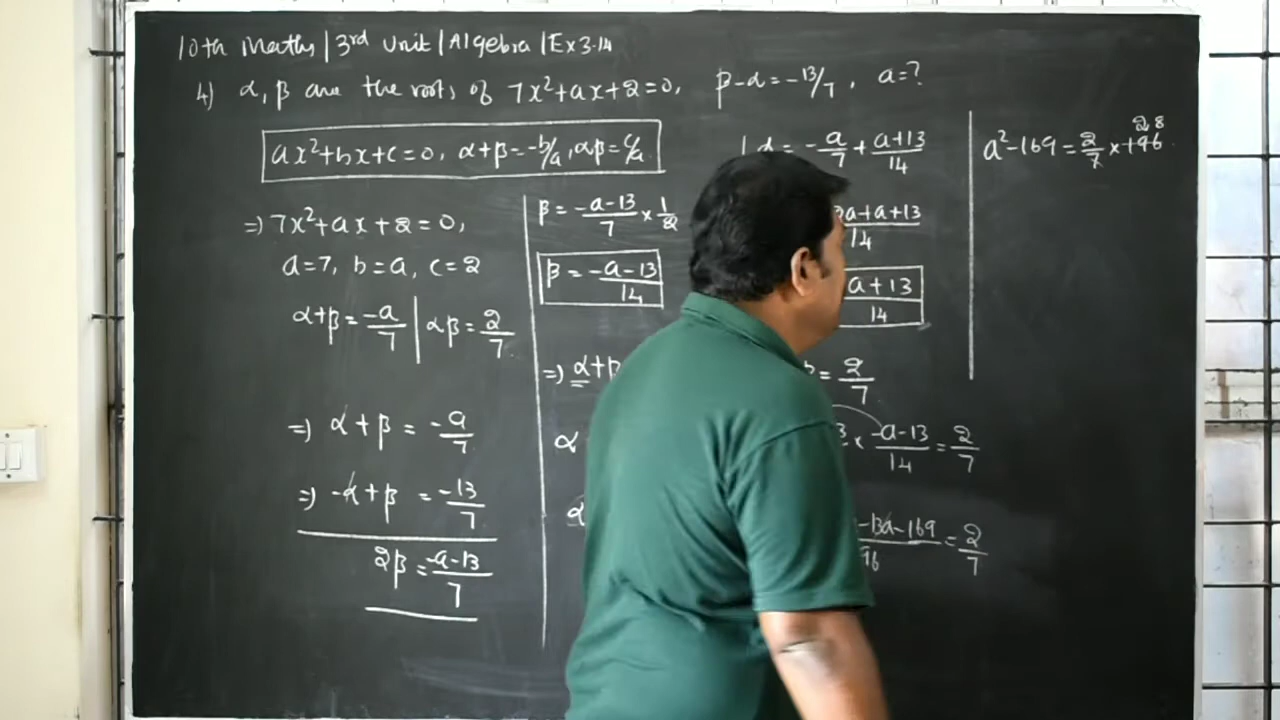 10th Maths | 3rd Unit | Algebra | Ex 3.14
4) α, β are the roots of 7x²+ax+2=0, β-α=-13/7, a=?
ax²+bx+c=0, α+β=-b/a, αβ=c/a
⇒ 7x²+ax+2=0,
a=7, b=a, c=2
α+β=-a/7 | αβ=2/7
⇒ α+β = -a/7
⇒ -α+β = -13/7
2β = -a-13/7
β = -a-13/7 × 1/2
β = -a-13/14
⇒ α+β
α
α
α = -a/7 + a+13/14
2a+a+13/14
a+13/14
= 2/7
× -a-13/14 = 2/7
-13a-169/96 = 2/7
a²-169 = 2/7 × 196
28